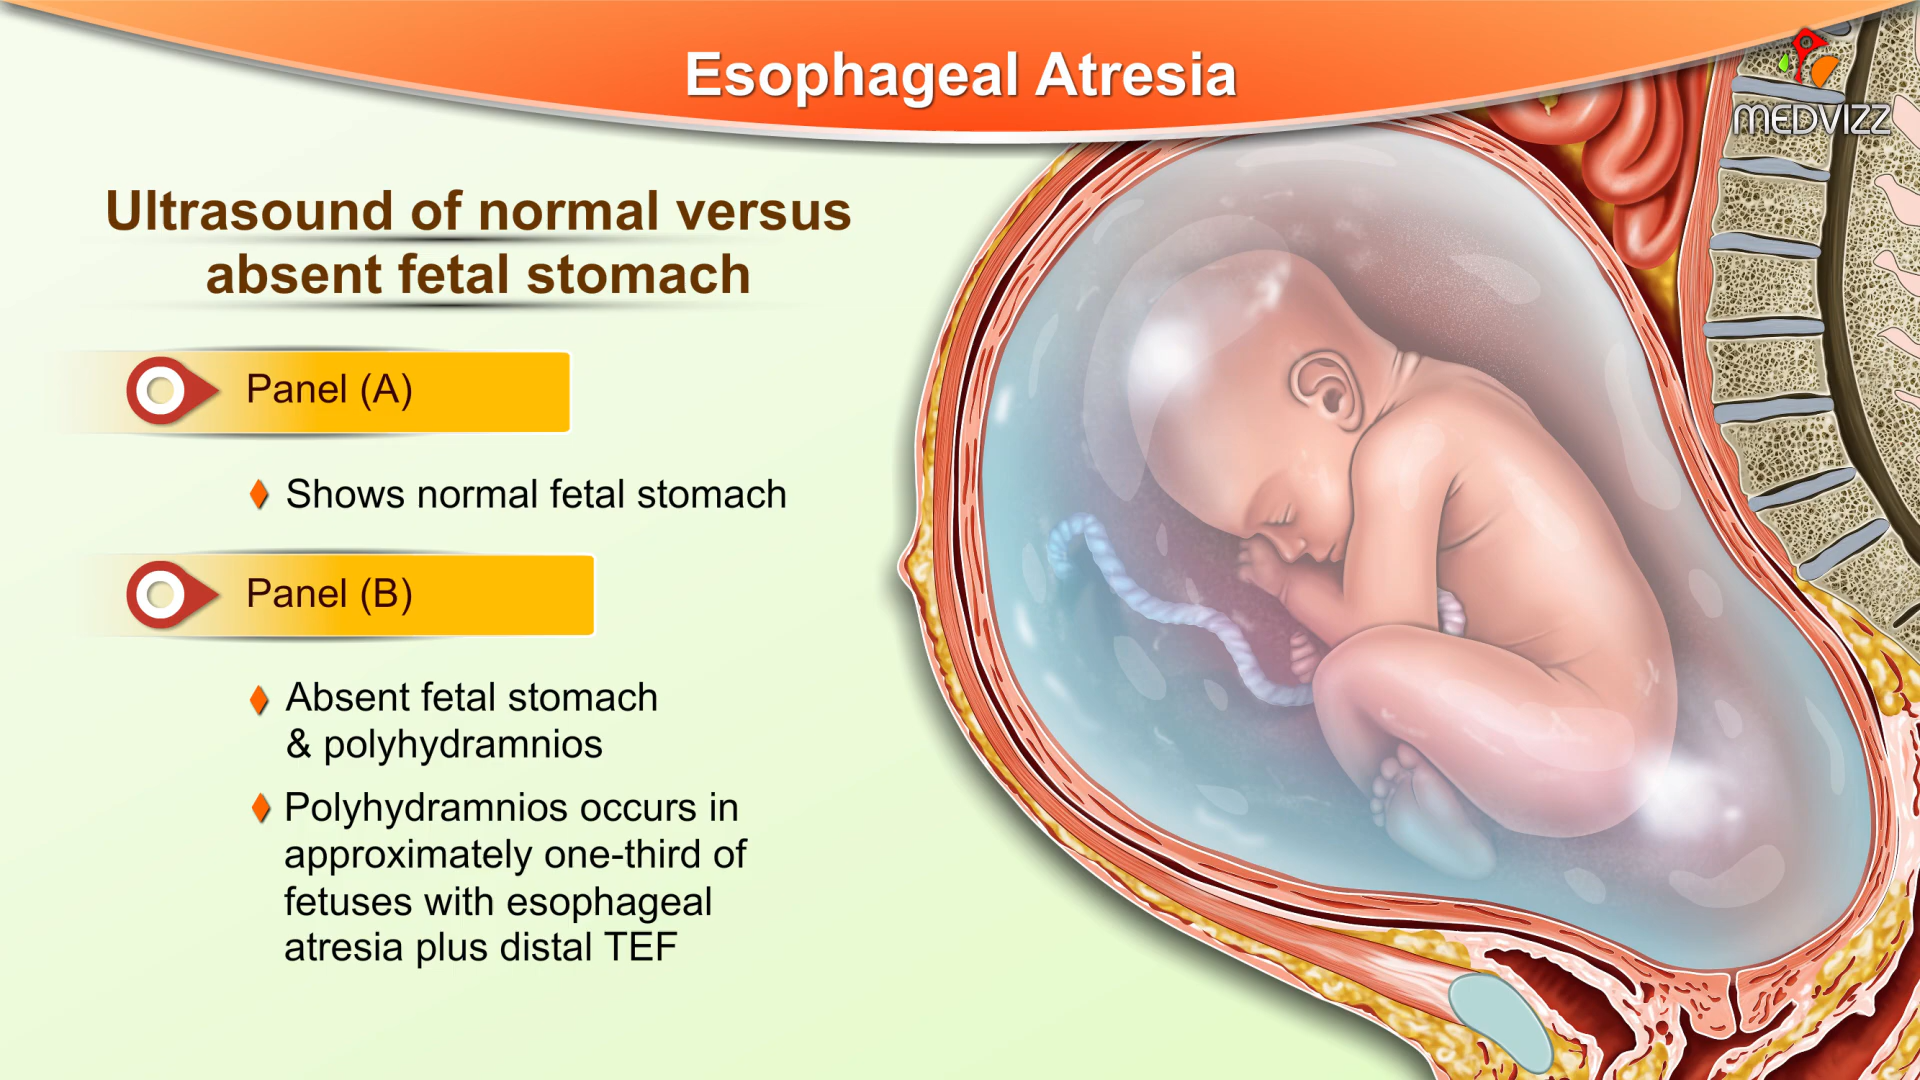 Esophageal Atresia
MEDVIZZ
Ultrasound of normal versus
absent fetal stomach
Panel (A)
Shows normal fetal stomach
Panel (B)
Absent fetal stomach
& polyhydramnios
Polyhydramnios occurs in
approximately one-third of
fetuses with esophageal
atresia plus distal TEF